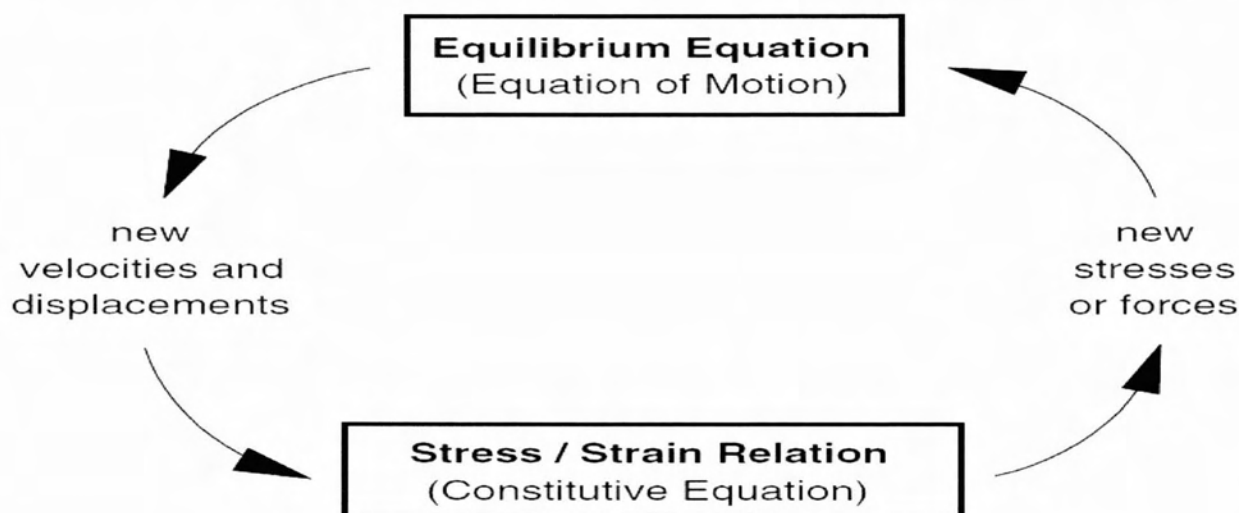 Equilibrium Equation
(Equation of Motion)
new
velocities and
displacements
new
stresses
or forces
Stress / Strain Relation
(Constitutive Equation)